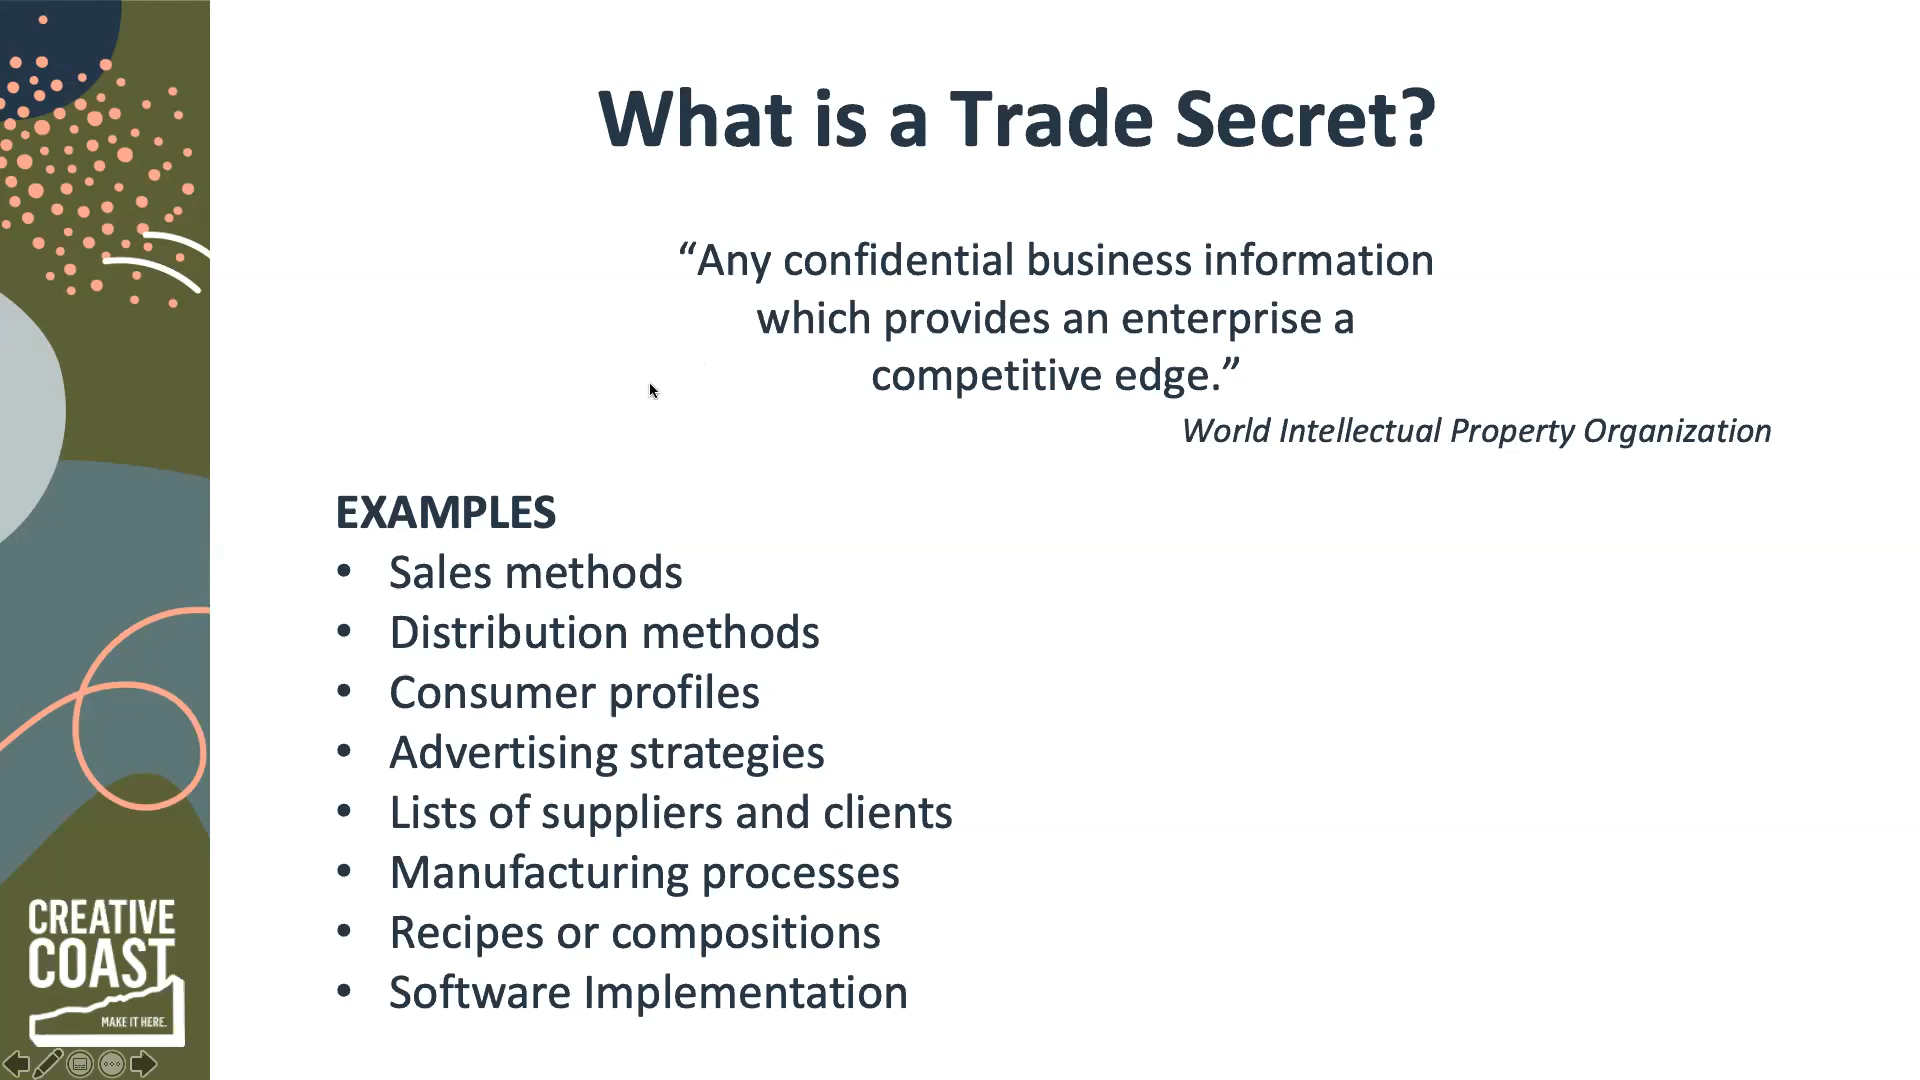 What is a Trade Secret?
“Any confidential business information
which provides an enterprise a
competitive edge.”
World Intellectual Property Organization
EXAMPLES
• Sales methods
• Distribution methods
• Consumer profiles
• Advertising strategies
• Lists of suppliers and clients
• Manufacturing processes
• Recipes or compositions
• Software Implementation
CREATIVE
COAST
MAKE IT HERE.